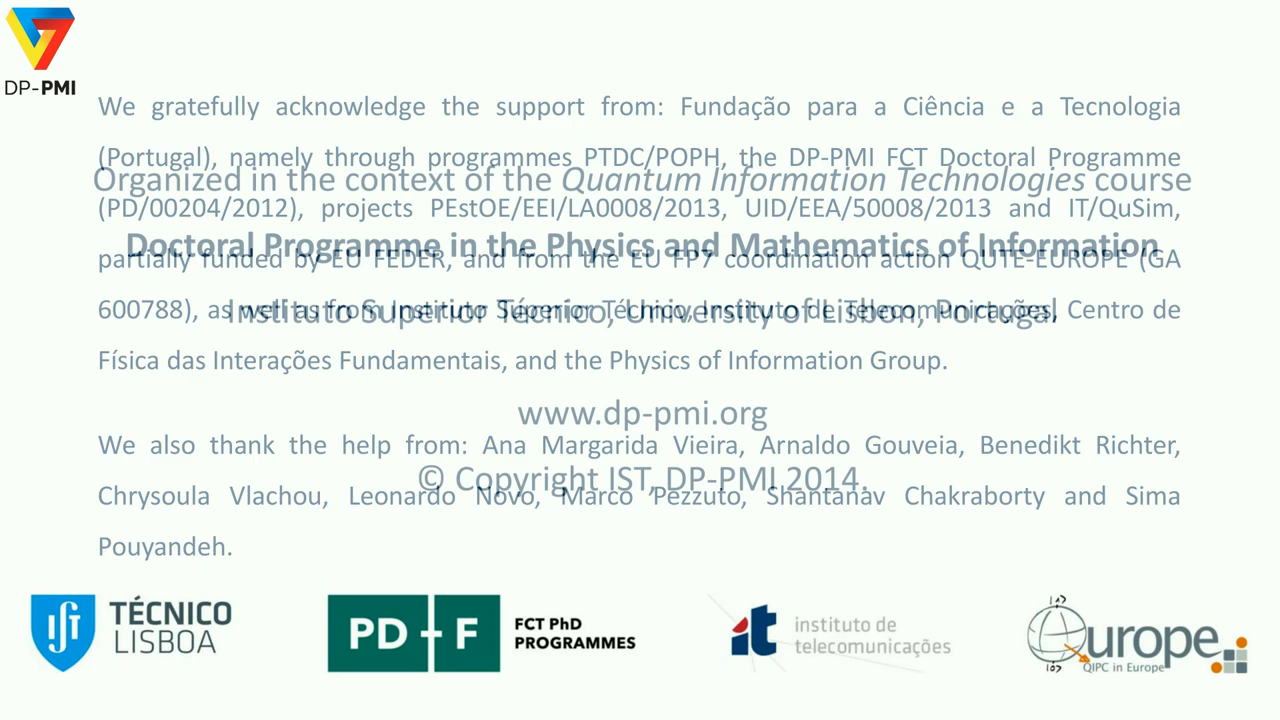 DP-PMI
We gratefully acknowledge the support from: Fundação para a Ciência e a Tecnologia
(Portugal), namely through programmes PTDC/POPH, the DP-PMI FCT Doctoral Programme
Organized in the context of the Quantum Information Technologies course
(PD/00204/2012), projects PEstOE/EEI/LA0008/2013, UID/EEA/50008/2013 and IT/QuSim,
Doctoral Programme in the Physics and Mathematics of Information
partially funded by EU FEDER, and from the EU FP7 coordination action QUTE-EUROPE (GA
600788), as well as from Instituto Superior Técnico, Instituto de Telecomunicações, Centro de
Instituto Superior Técnico, University of Lisbon, Portugal
Física das Interações Fundamentais, and the Physics of Information Group.
www.dp-pmi.org
We also thank the help from: Ana Margarida Vieira, Arnaldo Gouveia, Benedikt Richter,
© Copyright IST, DP-PMI 2014.
Chrysoula Vlachou, Leonardo Novo, Marco Pezzuto, Shantanav Chakraborty and Sima
Pouyandeh.
TÉCNICO
LISBOA
PD+F
FCT PhD
PROGRAMMES
it
instituto de
telecomunicações
Europe
QIPC in Europe